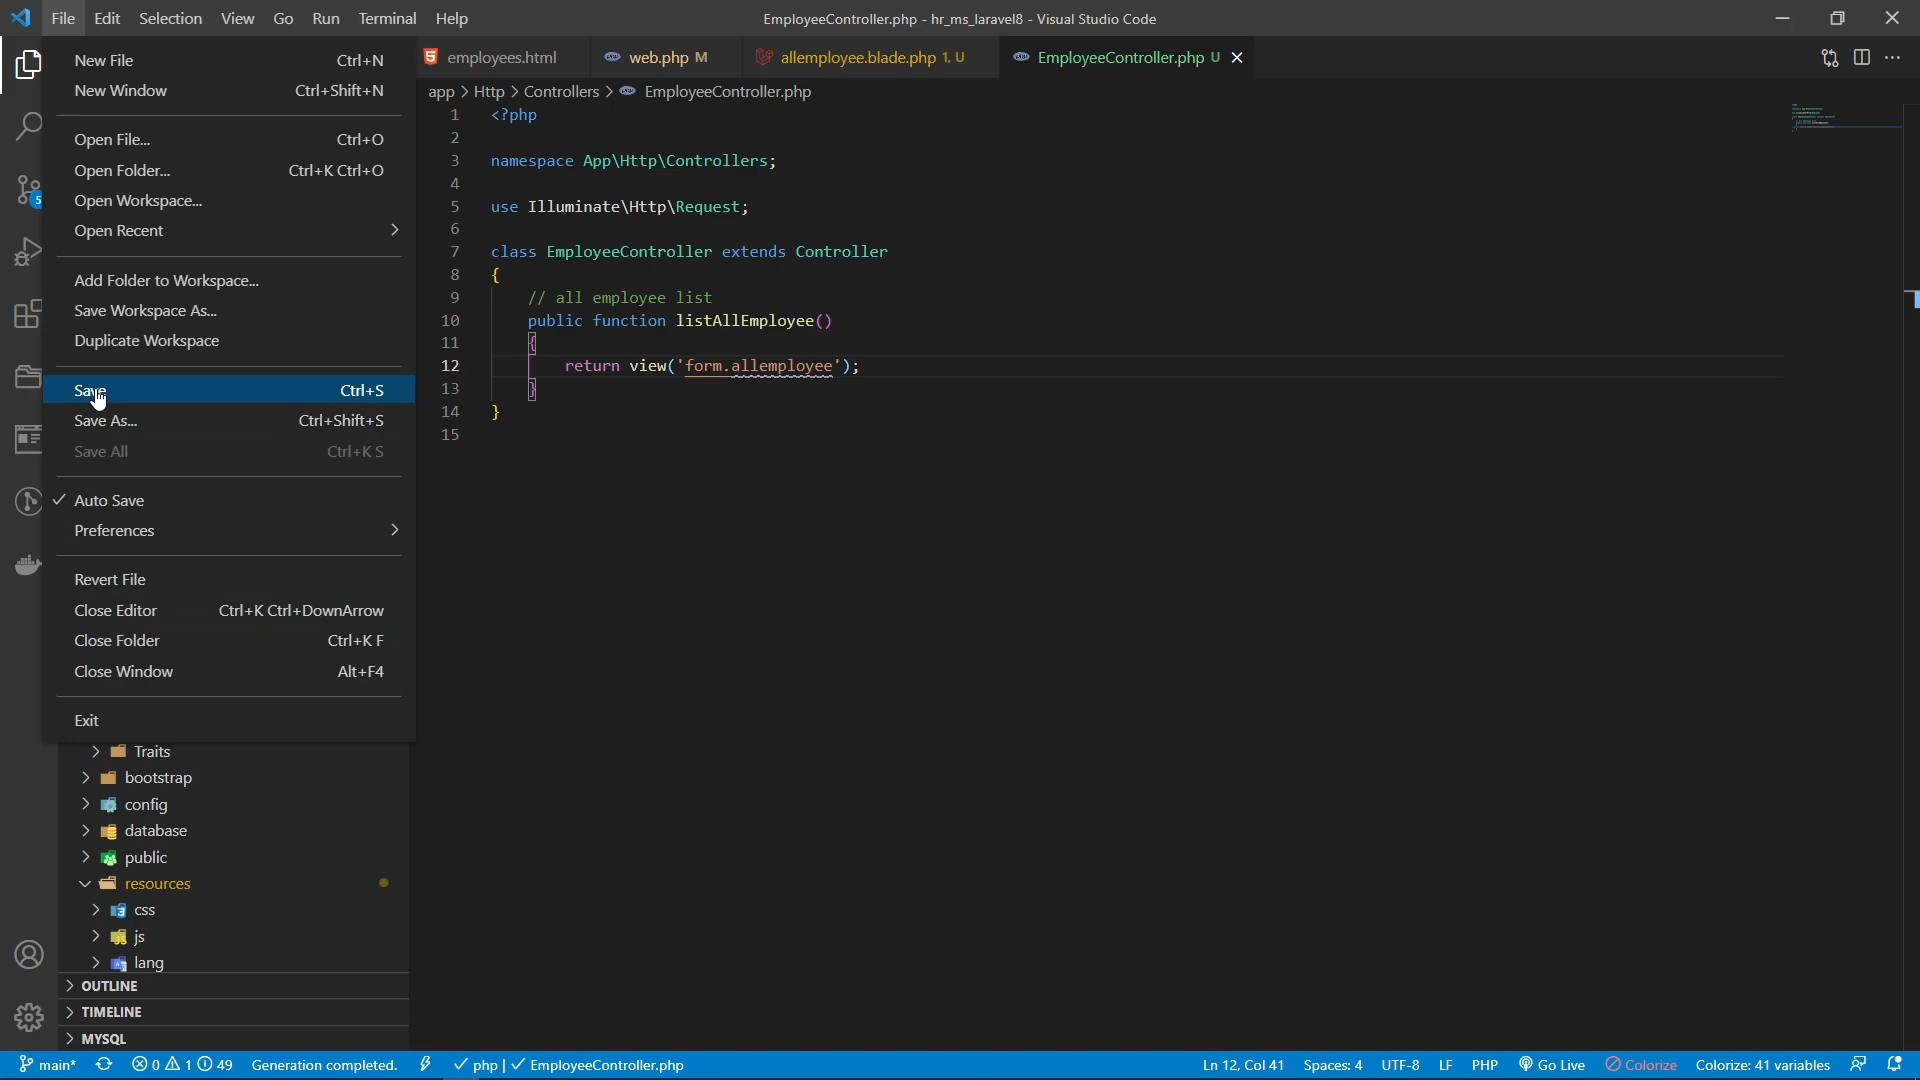 File Edit Selection View Go Run Terminal Help EmployeeController.php - hr_ms_laravel8 - Visual Studio Code
employees.html web.php M allemployee.blade.php 1, U EmployeeController.php U
app > Http > Controllers > EmployeeController.php
New File Ctrl+N
New Window Ctrl+Shift+N
Open File... Ctrl+O
Open Folder... Ctrl+K Ctrl+O
Open Workspace...
Open Recent
Add Folder to Workspace...
Save Workspace As...
Duplicate Workspace
Save Ctrl+S
Save As... Ctrl+Shift+S
Save All Ctrl+K S
Auto Save
Preferences
Revert File
Close Editor Ctrl+K Ctrl+DownArrow
Close Folder Ctrl+K F
Close Window Alt+F4
Exit
5
Traits
bootstrap
config
database
public
resources
css
js
lang
OUTLINE
TIMELINE
MYSQL
1 <?php
2
3 namespace App\Http\Controllers;
4
5 use Illuminate\Http\Request;
6
7 class EmployeeController extends Controller
8 {
9 // all employee list
10 public function listAllEmployee()
11 {
12 return view('form.allemployee');
13 }
14 }
15
main* 0 1 49 Generation completed. php | EmployeeController.php Ln 12, Col 41 Spaces: 4 UTF-8 LF PHP Go Live Colorize Colorize: 41 variables